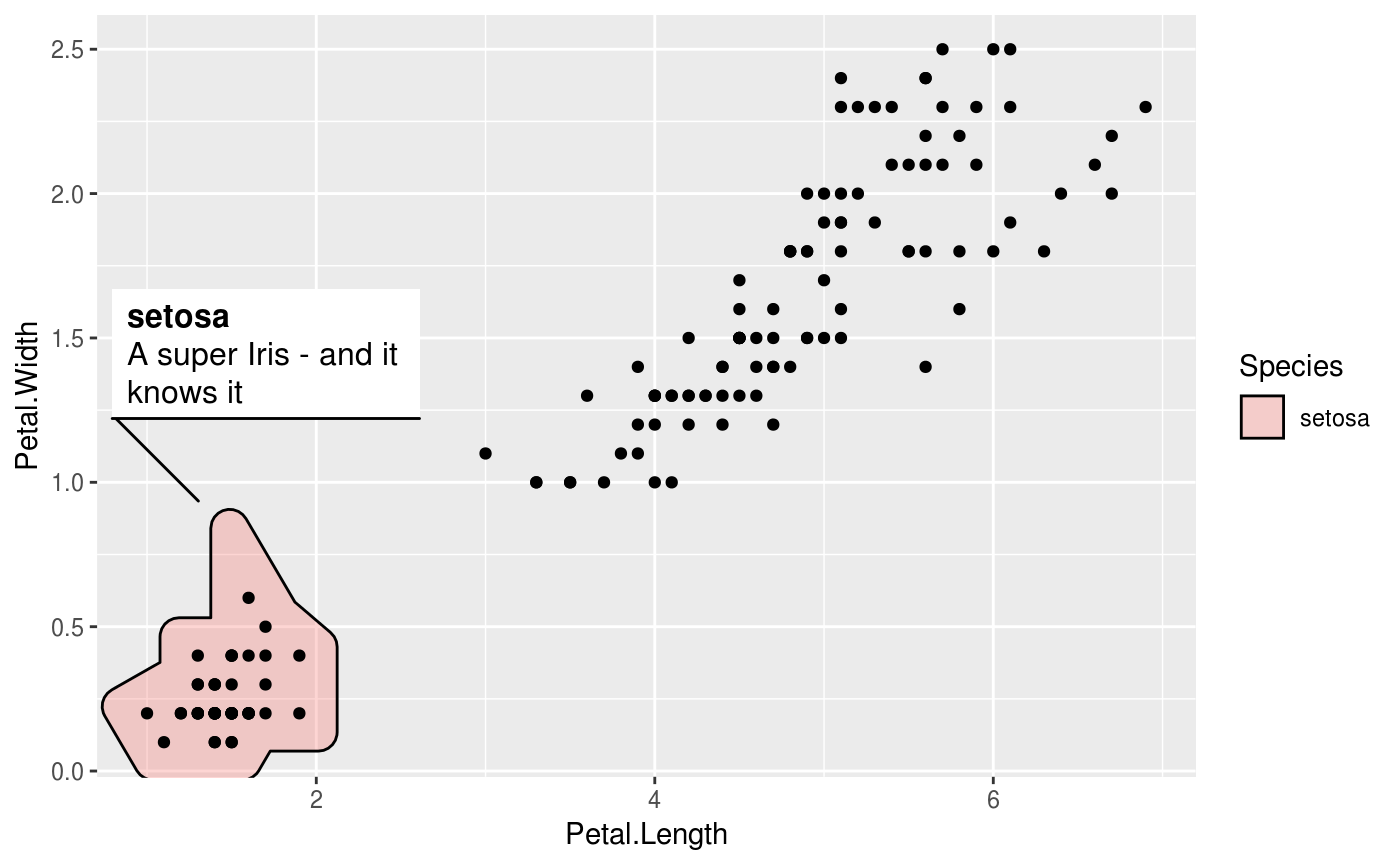 2.5
2.0
1.5
1.0
0.5
0.0
Petal.Width
setosa
A super Iris - and it
knows it
2
4
6
Petal.Length
Species
setosa